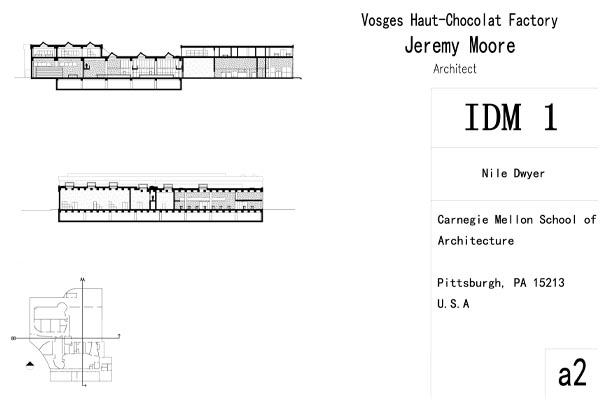 Vosges Haut-Chocolat Factory
Jeremy Moore
Architect
IDM 1
Nile Dwyer
Carnegie Mellon School of
Architecture
Pittsburgh, PA 15213
U.S.A
a2